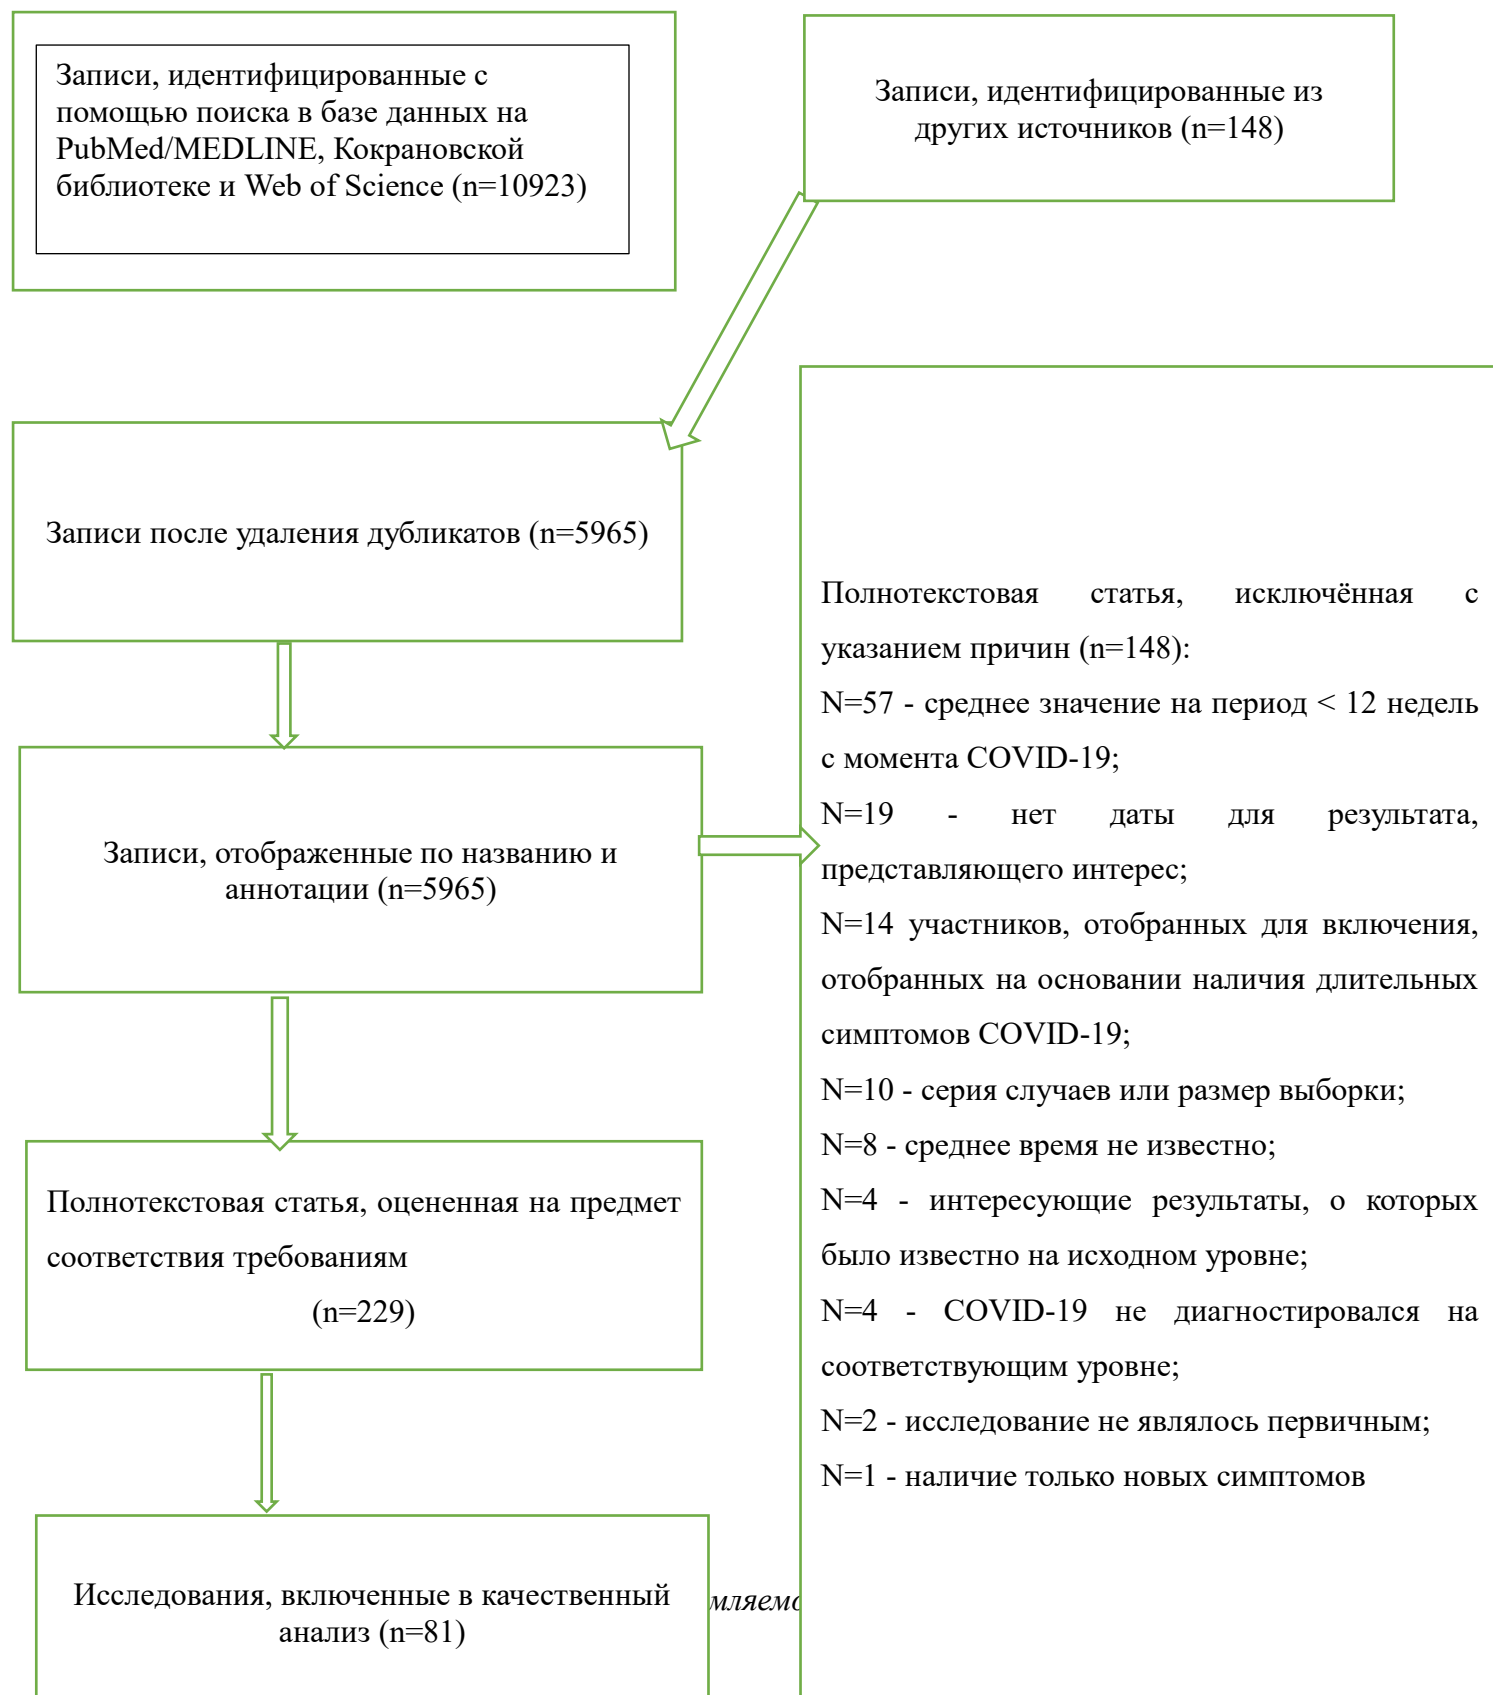 Записи, идентифицированные с
помощью поиска в базе данных на
PubMed/MEDLINE, Кокрановской
библиотеке и Web of Science (n=10923)
Записи, идентифицированные из
других источников (n=148)
Записи после удаления дубликатов (n=5965)
Записи, отображенные по названию и
аннотации (n=5965)
Полнотекстовая статья, оцененная на предмет
соответствия требованиям
(n=229)
Исследования, включенные в качественный
анализ (n=81)
Полнотекстовая статья, исключённая с
указанием причин (n=148):
N=57 - среднее значение на период < 12 недель
с момента COVID-19;
N=19 - нет даты для результата,
представляющего интерес;
N=14 участников, отобранных для включения,
отобранных на основании наличия длительных
симптомов COVID-19;
N=10 - серия случаев или размер выборки;
N=8 - среднее время не известно;
N=4 - интересующие результаты, о которых
было известно на исходном уровне;
N=4 - COVID-19 не диагностировался на
соответствующим уровне;
N=2 - исследование не являлось первичным;
N=1 - наличие только новых симптомов